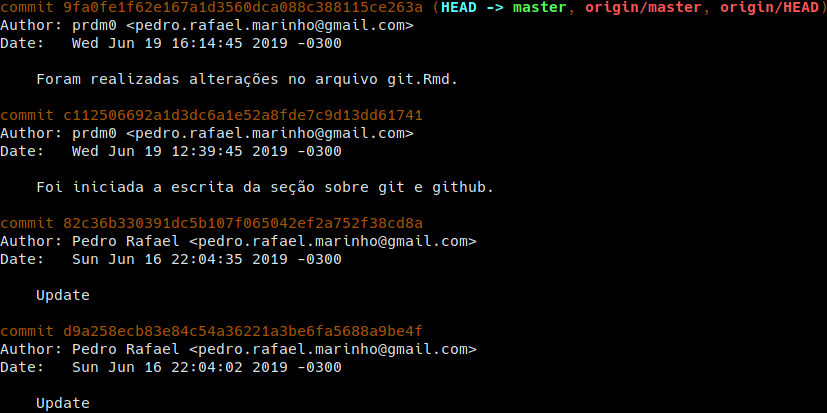 commit 9fa0fe1f62e167a1d3560dca088c388115ce263a (HEAD -> master, origin/master, origin/HEAD)
Author: prdm0 <pedro.rafael.marinho@gmail.com>
Date:   Wed Jun 19 16:14:45 2019 -0300
Foram realizadas alterações no arquivo git.Rmd.
commit c112506692a1d3dc6a1e52a8fde7c9d13dd61741
Author: prdm0 <pedro.rafael.marinho@gmail.com>
Date:   Wed Jun 19 12:39:45 2019 -0300
Foi iniciada a escrita da seção sobre git e github.
commit 82c36b330391dc5b107f065042ef2a752f38cd8a
Author: Pedro Rafael <pedro.rafael.marinho@gmail.com>
Date:   Sun Jun 16 22:04:35 2019 -0300
Update
commit d9a258ecb83e84c54a36221a3be6fa5688a9be4f
Author: Pedro Rafael <pedro.rafael.marinho@gmail.com>
Date:   Sun Jun 16 22:04:02 2019 -0300
Update